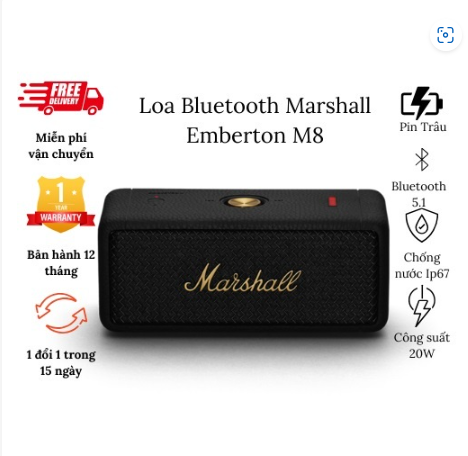 Loa Bluetooth Marshall
Emberton M8
FREE
DELIVERY
Miễn phí
vận chuyển
1
YEAR
WARRANTY
Bản hành 12
tháng
1 đổi 1 trong
15 ngày
Marshall
Pin Trâu
Bluetooth
5.1
Chống
nước Ip67
Công suất
20W